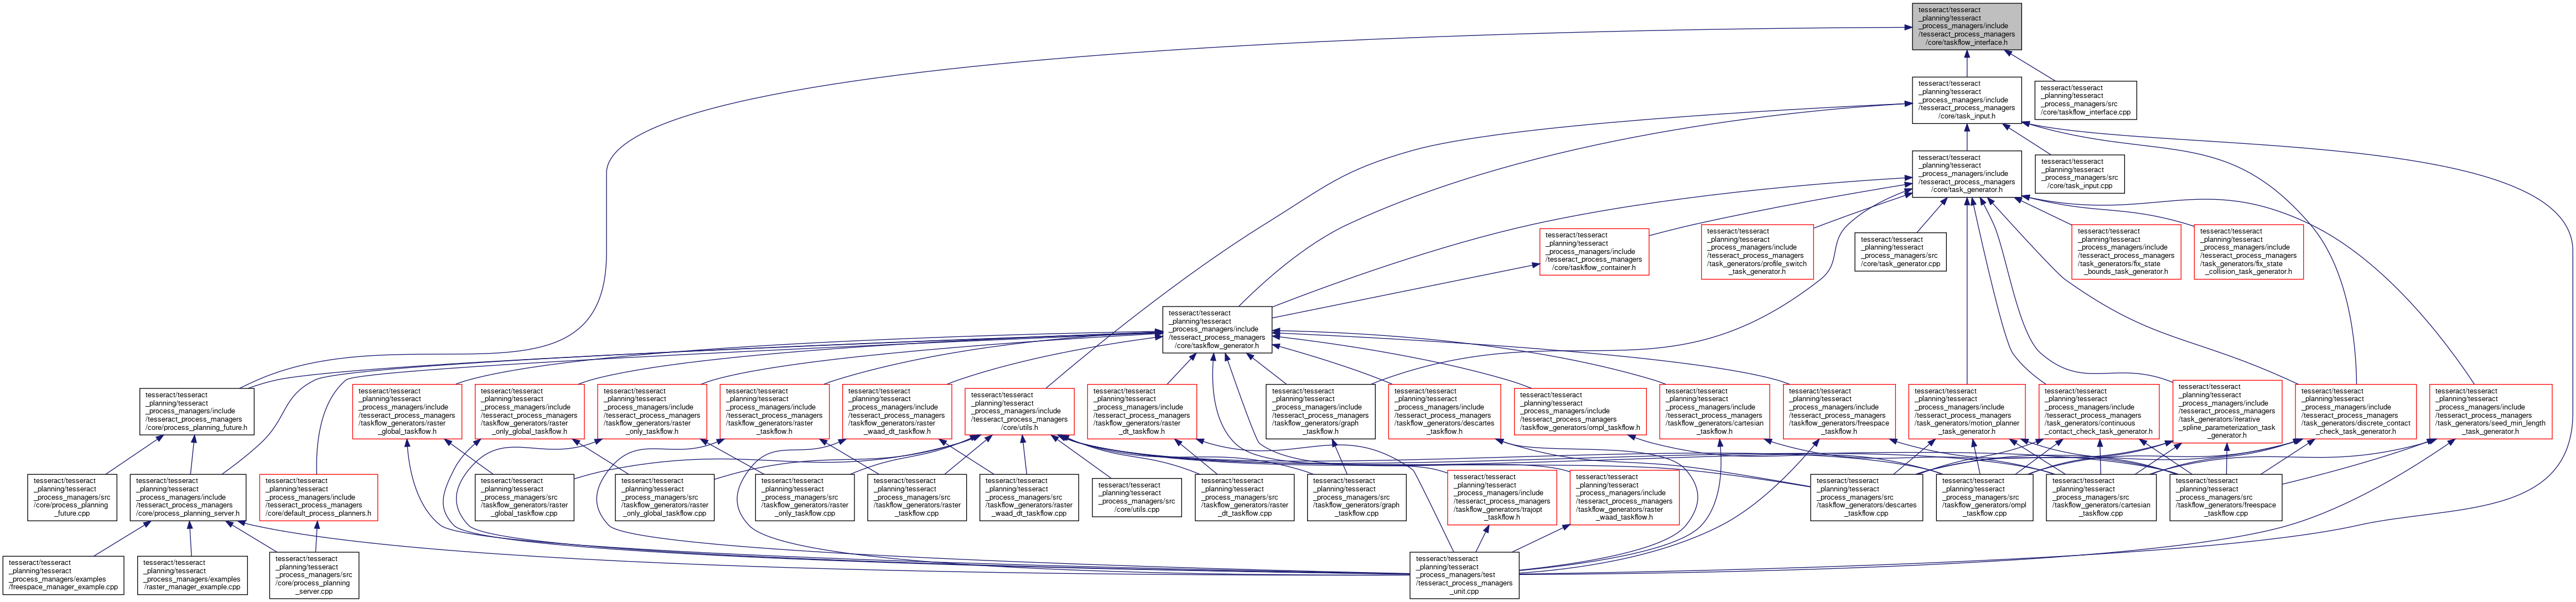 tesseract/tesseract
_planning/tesseract
_process_managers/include
/tesseract_process_managers
/core/taskflow_interface.h
tesseract/tesseract
_planning/tesseract
_process_managers/include
/tesseract_process_managers
/core/task_input.h
tesseract/tesseract
_planning/tesseract
_process_managers/src
/core/taskflow_interface.cpp
tesseract/tesseract
_planning/tesseract
_process_managers/include
/tesseract_process_managers
/core/task_generator.h
tesseract/tesseract
_planning/tesseract
_process_managers/src
/core/task_input.cpp
tesseract/tesseract
_planning/tesseract
_process_managers/include
/tesseract_process_managers
/core/taskflow_container.h
tesseract/tesseract
_planning/tesseract
_process_managers/include
/tesseract_process_managers
/task_generators/profile_switch
_task_generator.h
tesseract/tesseract
_planning/tesseract
_process_managers/src
/core/task_generator.cpp
tesseract/tesseract
_planning/tesseract
_process_managers/include
/tesseract_process_managers
/task_generators/fix_state
_bounds_task_generator.h
tesseract/tesseract
_planning/tesseract
_process_managers/include
/tesseract_process_managers
/task_generators/fix_state
_collision_task_generator.h
tesseract/tesseract
_planning/tesseract
_process_managers/include
/tesseract_process_managers
/core/taskflow_generator.h
tesseract/tesseract
_planning/tesseract
_process_managers/include
/tesseract_process_managers
/core/process_planning_future.h
tesseract/tesseract
_planning/tesseract
_process_managers/include
/tesseract_process_managers
/taskflow_generators/raster
_global_taskflow.h
tesseract/tesseract
_planning/tesseract
_process_managers/include
/tesseract_process_managers
/taskflow_generators/raster
_only_global_taskflow.h
tesseract/tesseract
_planning/tesseract
_process_managers/include
/tesseract_process_managers
/taskflow_generators/raster
_only_taskflow.h
tesseract/tesseract
_planning/tesseract
_process_managers/include
/tesseract_process_managers
/taskflow_generators/raster
_taskflow.h
tesseract/tesseract
_planning/tesseract
_process_managers/include
/tesseract_process_managers
/taskflow_generators/raster
_waad_dt_taskflow.h
tesseract/tesseract
_planning/tesseract
_process_managers/include
/tesseract_process_managers
/core/utils.h
tesseract/tesseract
_planning/tesseract
_process_managers/include
/tesseract_process_managers
/taskflow_generators/raster
_dt_taskflow.h
tesseract/tesseract
_planning/tesseract
_process_managers/include
/tesseract_process_managers
/taskflow_generators/graph
_taskflow.h
tesseract/tesseract
_planning/tesseract
_process_managers/include
/tesseract_process_managers
/taskflow_generators/descartes
_taskflow.h
tesseract/tesseract
_planning/tesseract
_process_managers/include
/tesseract_process_managers
/taskflow_generators/ompl_taskflow.h
tesseract/tesseract
_planning/tesseract
_process_managers/include
/tesseract_process_managers
/taskflow_generators/cartesian
_taskflow.h
tesseract/tesseract
_planning/tesseract
_process_managers/include
/tesseract_process_managers
/taskflow_generators/freespace
_taskflow.h
tesseract/tesseract
_planning/tesseract
_process_managers/include
/tesseract_process_managers
/task_generators/motion_planner
_task_generator.h
tesseract/tesseract
_planning/tesseract
_process_managers/include
/tesseract_process_managers
/task_generators/continuous
_contact_check_task_generator.h
tesseract/tesseract
_planning/tesseract
_process_managers/include
/tesseract_process_managers
/task_generators/iterative
_spline_parameterization_task
_generator.h
tesseract/tesseract
_planning/tesseract
_process_managers/include
/tesseract_process_managers
/task_generators/discrete_contact
_check_task_generator.h
tesseract/tesseract
_planning/tesseract
_process_managers/include
/tesseract_process_managers
/task_generators/seed_min_length
_task_generator.h
tesseract/tesseract
_planning/tesseract
_process_managers/src
/core/process_planning
_future.cpp
tesseract/tesseract
_planning/tesseract
_process_managers/include
/tesseract_process_managers
/core/process_planning_server.h
tesseract/tesseract
_planning/tesseract
_process_managers/include
/tesseract_process_managers
/core/default_process_planners.h
tesseract/tesseract
_planning/tesseract
_process_managers/src
/taskflow_generators/raster
_global_taskflow.cpp
tesseract/tesseract
_planning/tesseract
_process_managers/src
/taskflow_generators/raster
_only_global_taskflow.cpp
tesseract/tesseract
_planning/tesseract
_process_managers/src
/taskflow_generators/raster
_only_taskflow.cpp
tesseract/tesseract
_planning/tesseract
_process_managers/src
/taskflow_generators/raster
_taskflow.cpp
tesseract/tesseract
_planning/tesseract
_process_managers/src
/taskflow_generators/raster
_waad_dt_taskflow.cpp
tesseract/tesseract
_planning/tesseract
_process_managers/src
/core/utils.cpp
tesseract/tesseract
_planning/tesseract
_process_managers/src
/taskflow_generators/raster
_dt_taskflow.cpp
tesseract/tesseract
_planning/tesseract
_process_managers/src
/taskflow_generators/graph
_taskflow.cpp
tesseract/tesseract
_planning/tesseract
_process_managers/include
/tesseract_process_managers
/taskflow_generators/trajopt
_taskflow.h
tesseract/tesseract
_planning/tesseract
_process_managers/include
/tesseract_process_managers
/taskflow_generators/raster
_waad_taskflow.h
tesseract/tesseract
_planning/tesseract
_process_managers/src
/taskflow_generators/descartes
_taskflow.cpp
tesseract/tesseract
_planning/tesseract
_process_managers/src
/taskflow_generators/ompl
_taskflow.cpp
tesseract/tesseract
_planning/tesseract
_process_managers/src
/taskflow_generators/cartesian
_taskflow.cpp
tesseract/tesseract
_planning/tesseract
_process_managers/src
/taskflow_generators/freespace
_taskflow.cpp
tesseract/tesseract
_planning/tesseract
_process_managers/examples
/freespace_manager_example.cpp
tesseract/tesseract
_planning/tesseract
_process_managers/examples
/raster_manager_example.cpp
tesseract/tesseract
_planning/tesseract
_process_managers/src
/core/process_planning
_server.cpp
tesseract/tesseract
_planning/tesseract
_process_managers/test
/tesseract_process_managers
_unit.cpp